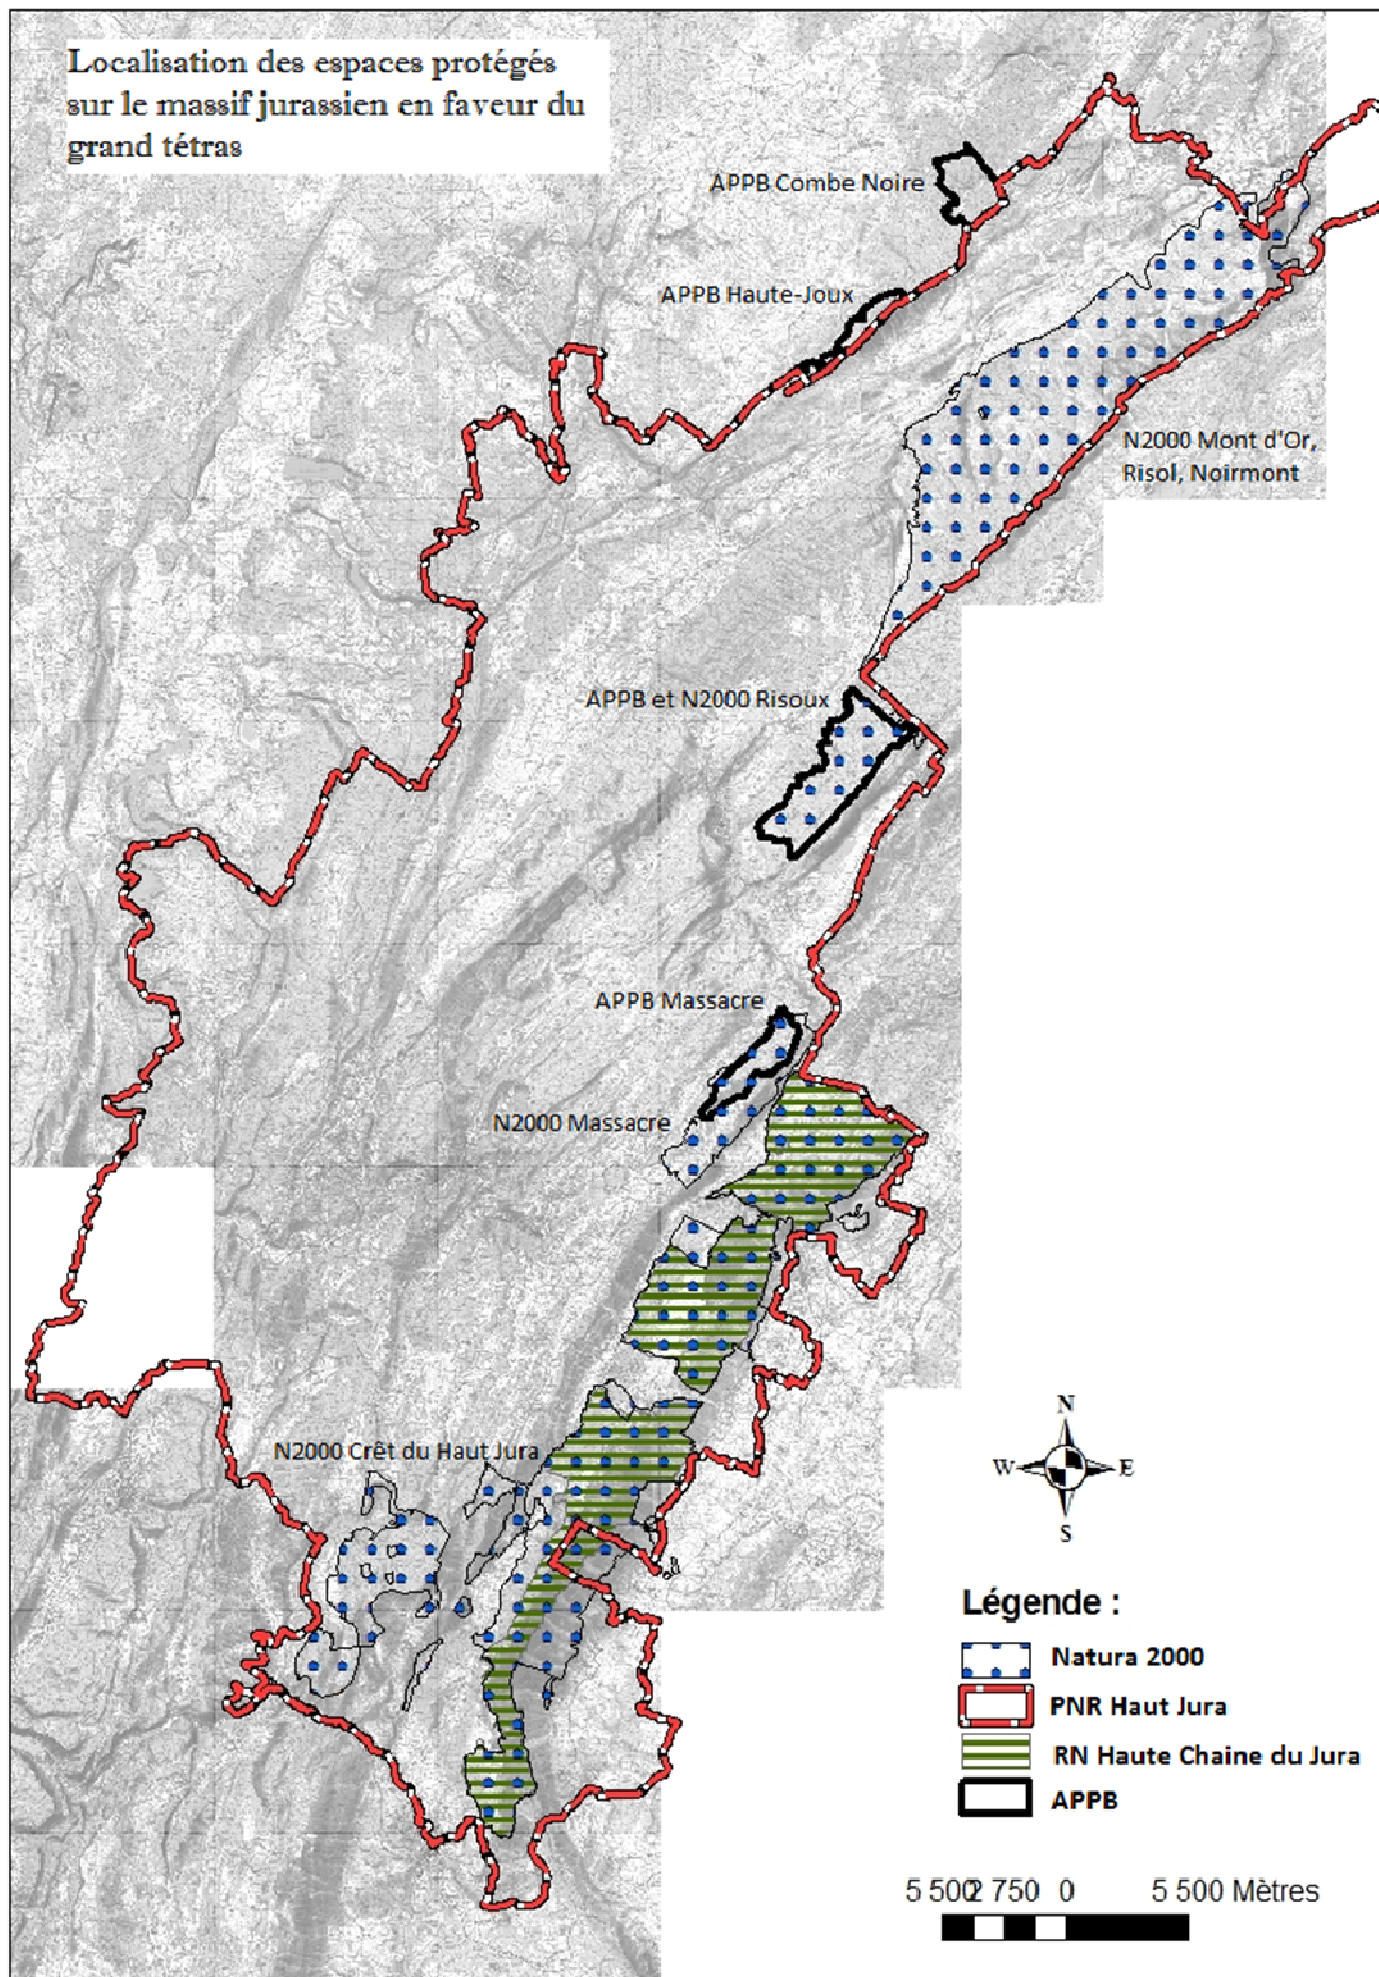 Localisation des espaces protégés
sur le massif jurassien en faveur du
grand tétras
APPB Combe Noire
APPB Haute-Joux
N2000 Mont d'Or,
Risol, Noirmont
APPB et N2000 Risoux
APPB Massacre
N2000 Massacre
N2000 Crêt du Haut Jura
N
W E
S
Légende :
Natura 2000
PNR Haut Jura
RN Haute Chaine du Jura
APPB
5 500 2 750 0 5 500 Mètres